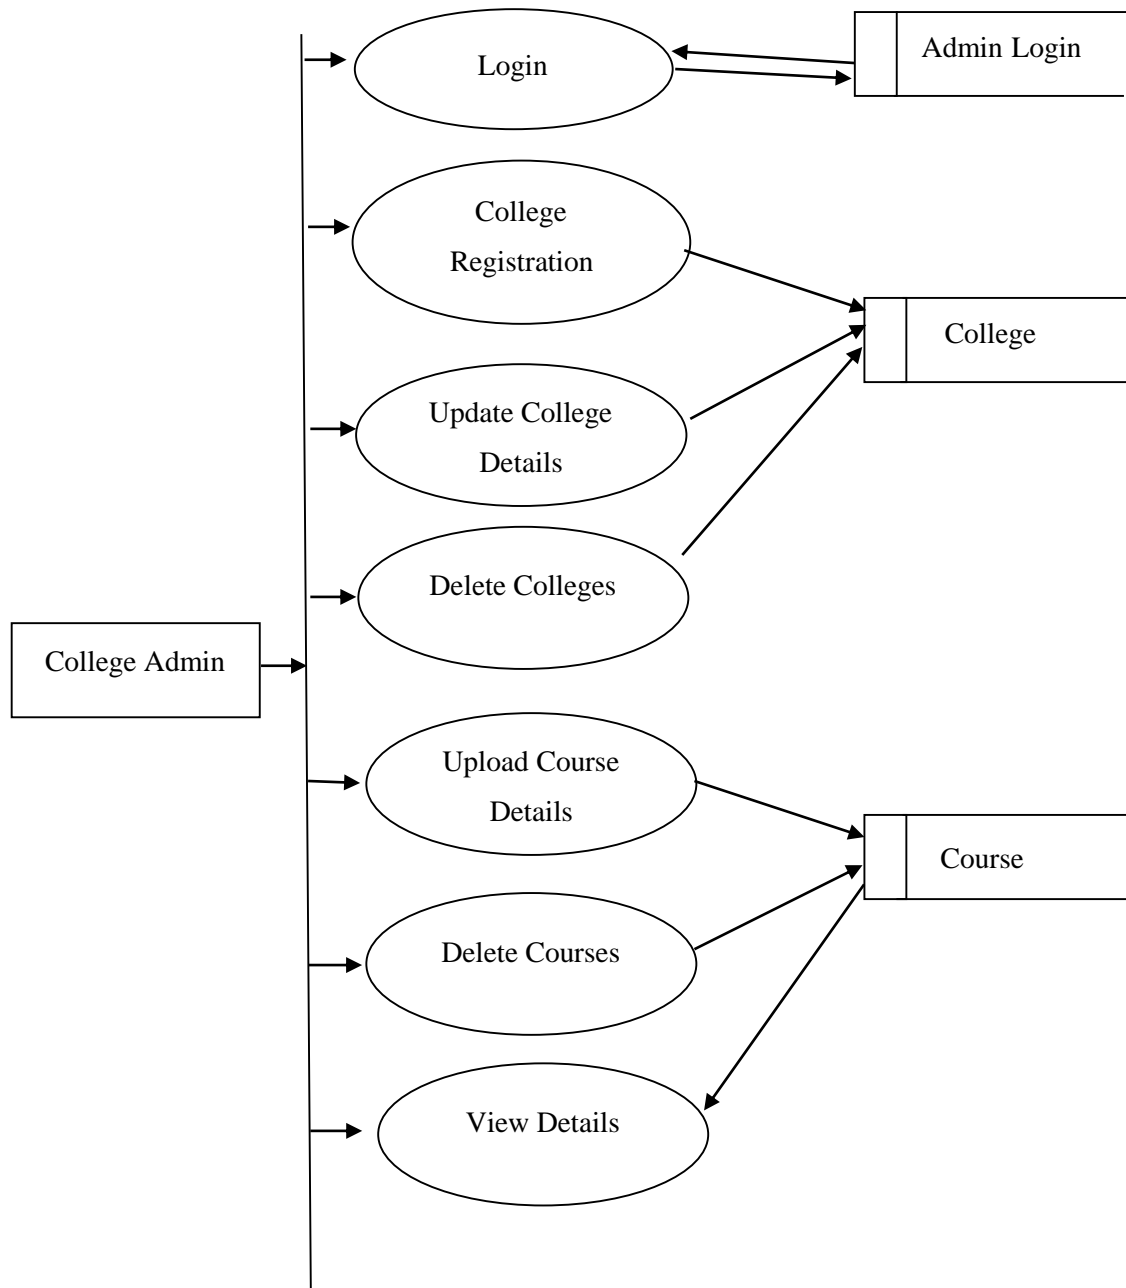 Login
Admin Login
College
Registration
College
Update College
Details
Delete Colleges
College Admin
Upload Course
Details
Course
Delete Courses
View Details